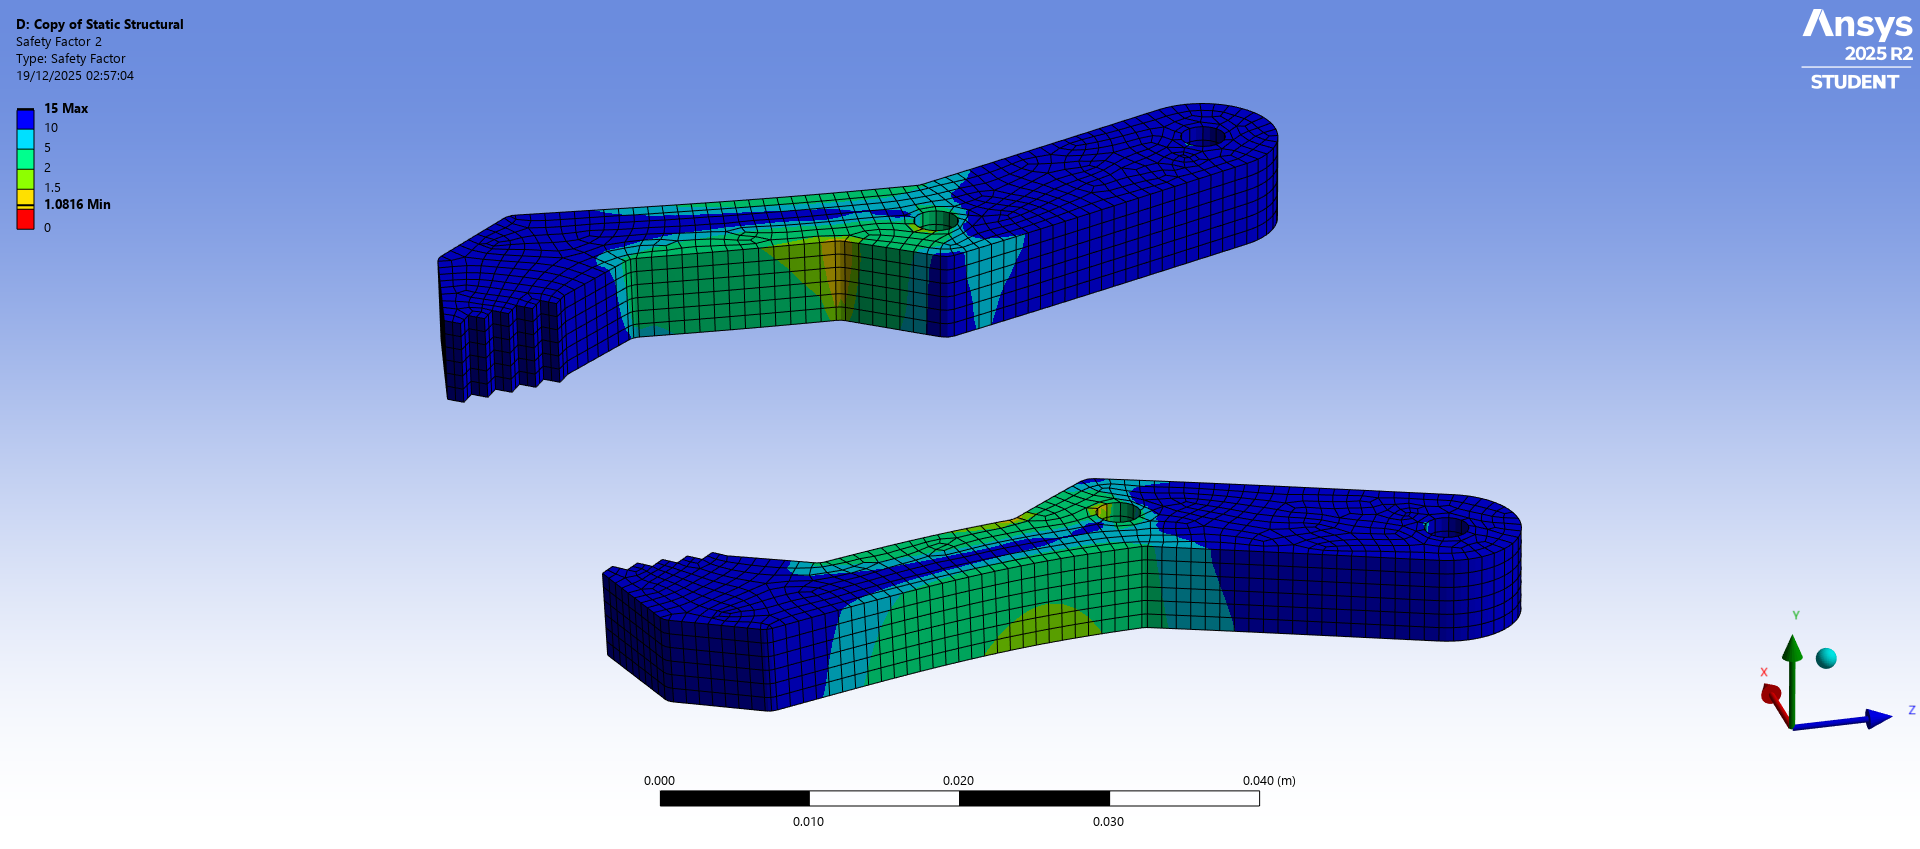 D: Copy of Static Structural
Safety Factor 2
Type: Safety Factor
19/12/2025 02:57:04
15 Max
10
5
2
1.5
1.0816 Min
0
Ansys
2025 R2
STUDENT
Y
X
Z
0.000 0.020 0.040 (m)
0.010 0.030